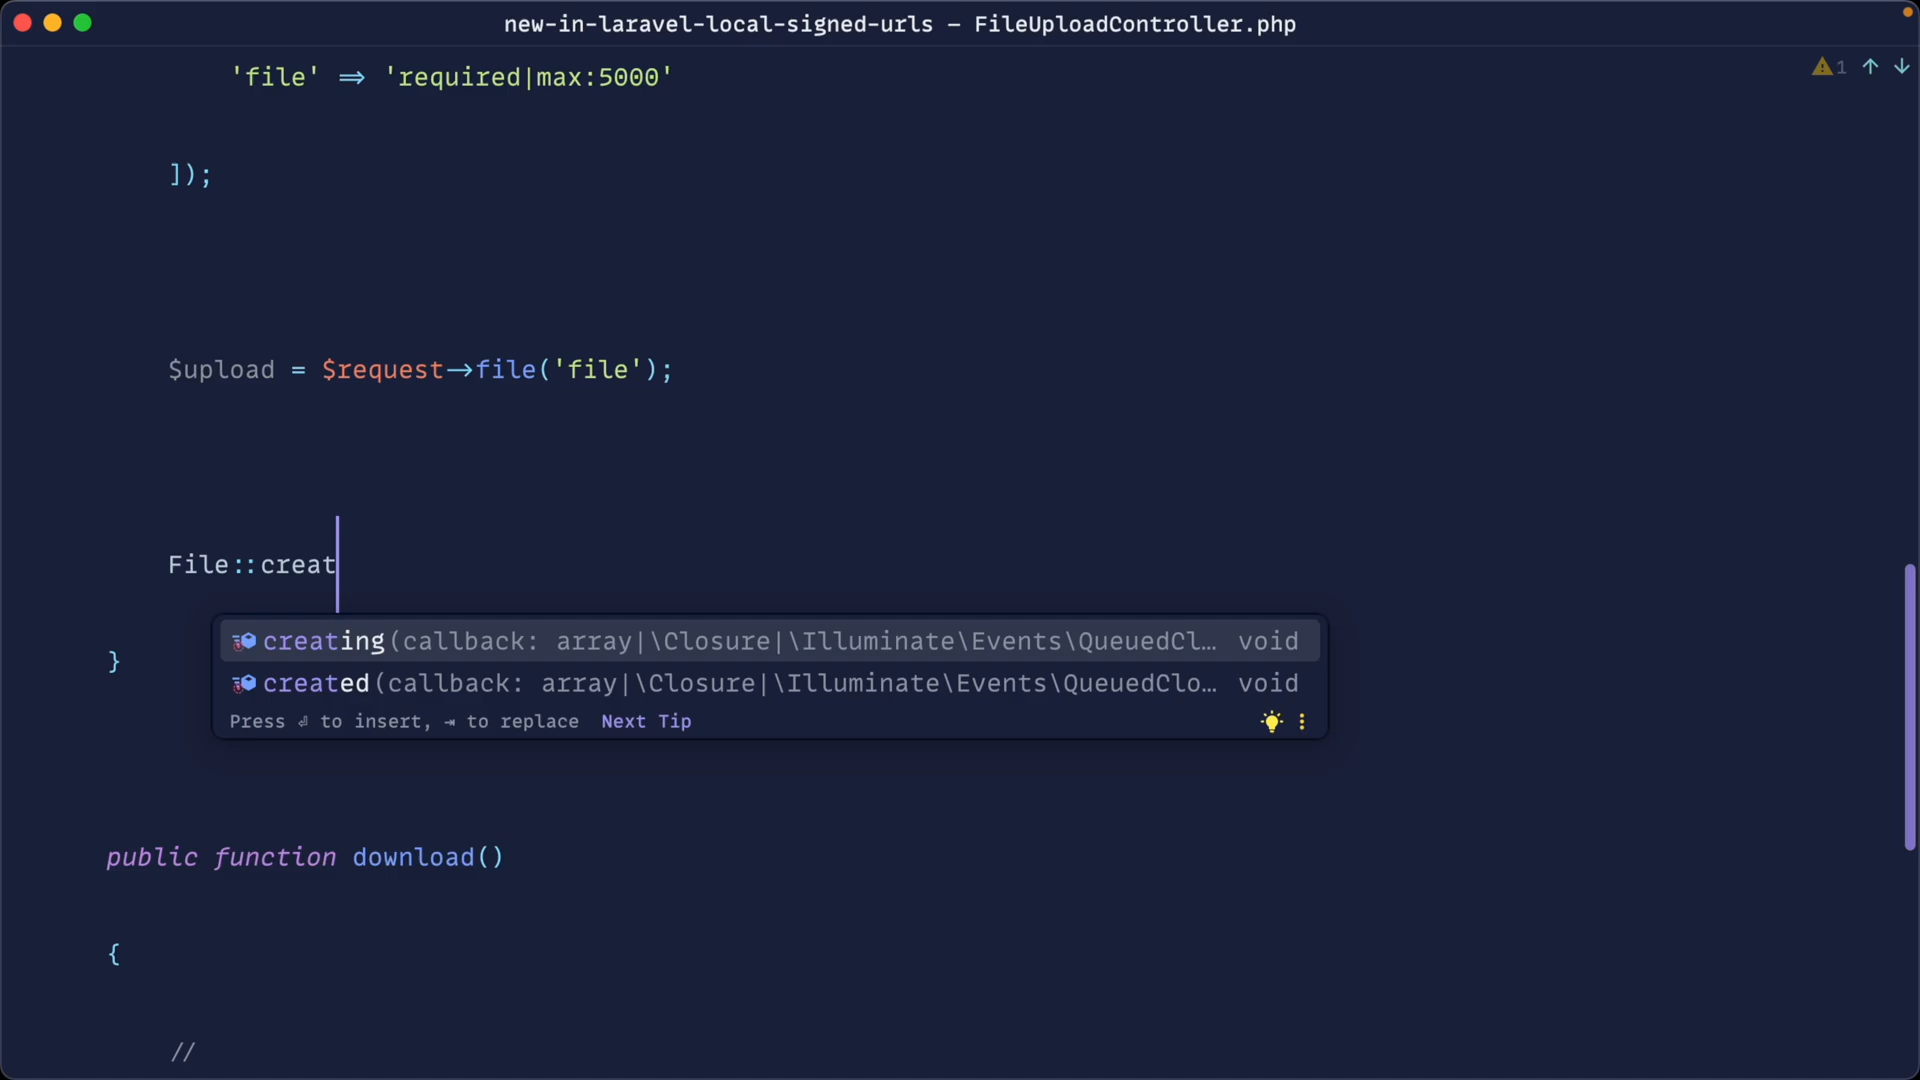 new-in-laravel-local-signed-urls – FileUploadController.php
'file' => 'required|max:5000'
1
]);
$upload = $request->file('file');
File::creat
creating(callback: array|\Closure|\Illuminate\Events\QueuedCl… void
}
created(callback: array|\Closure|\Illuminate\Events\QueuedClo… void
Press ⏎ to insert, ⇥ to replace Next Tip
public function download()
{
//